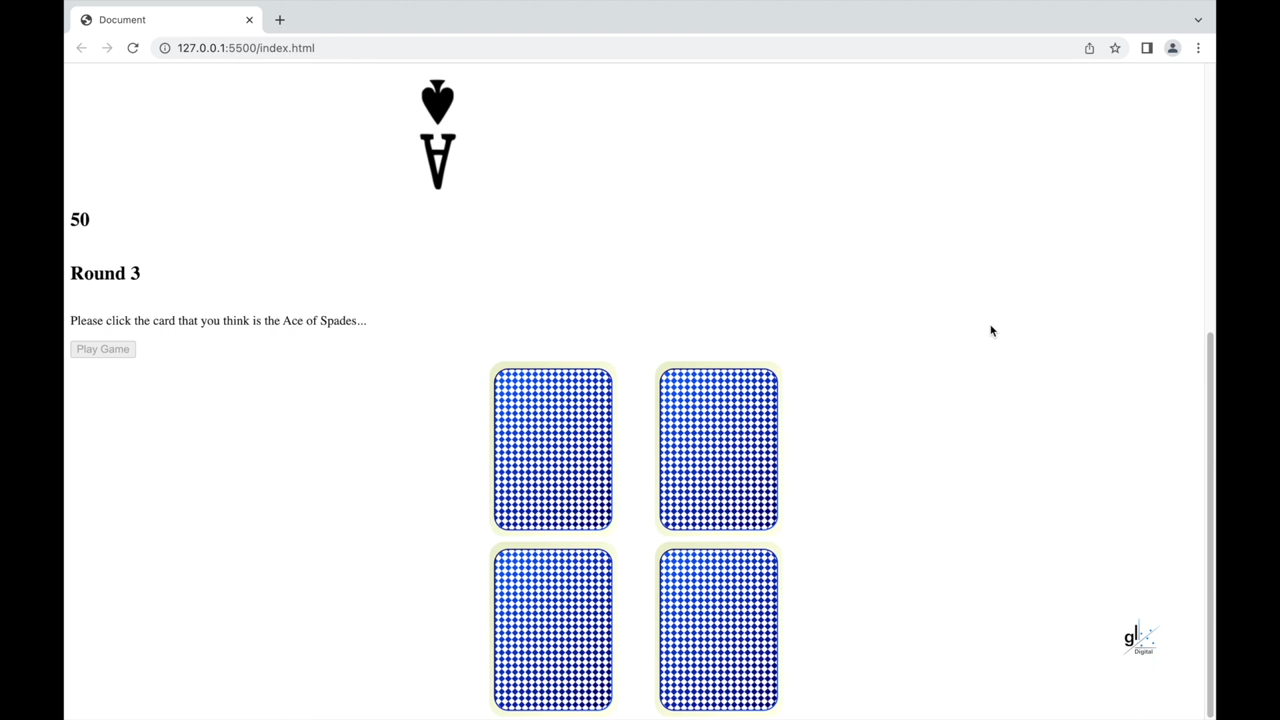 Document
127.0.0.1:5500/index.html
A
50
Round 3
Please click the card that you think is the Ace of Spades...
Play Game
gl
Digital